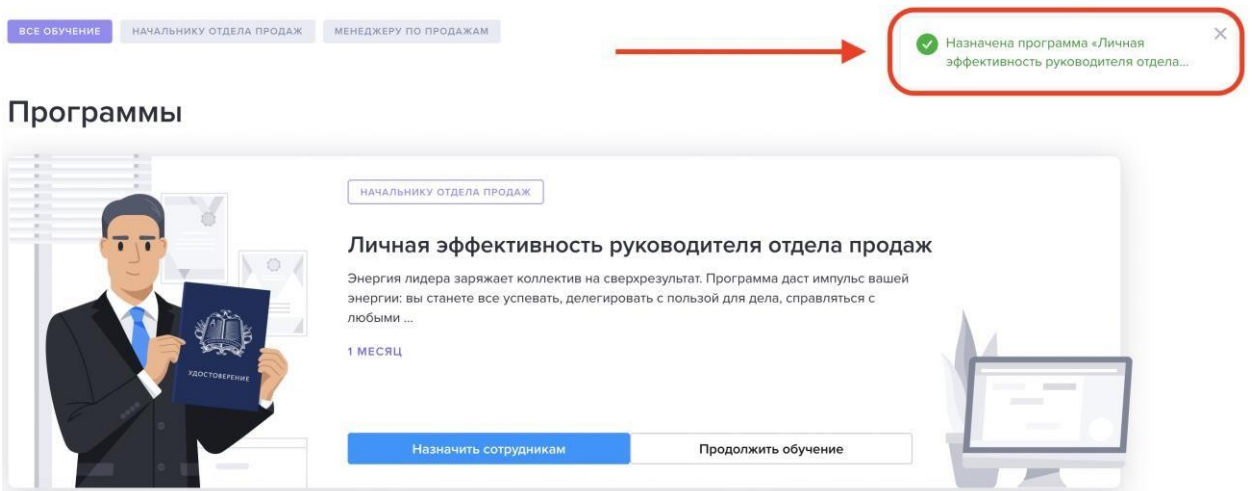 ВСЕ ОБУЧЕНИЕ
НАЧАЛЬНИКУ ОТДЕЛА ПРОДАЖ
МЕНЕДЖЕРУ ПО ПРОДАЖАМ
Назначена программа «Личная
эффективность руководителя отдела...
Программы
НАЧАЛЬНИКУ ОТДЕЛА ПРОДАЖ
Личная эффективность руководителя отдела продаж
Энергия лидера заряжает коллектив на сверхрезультат. Программа даст импульс вашей
энергии: вы станете все успевать, делегировать с пользой для дела, справляться с
любыми ...
1 МЕСЯЦ
УДОСТОВЕРЕНИЕ
Назначить сотрудникам
Продолжить обучение